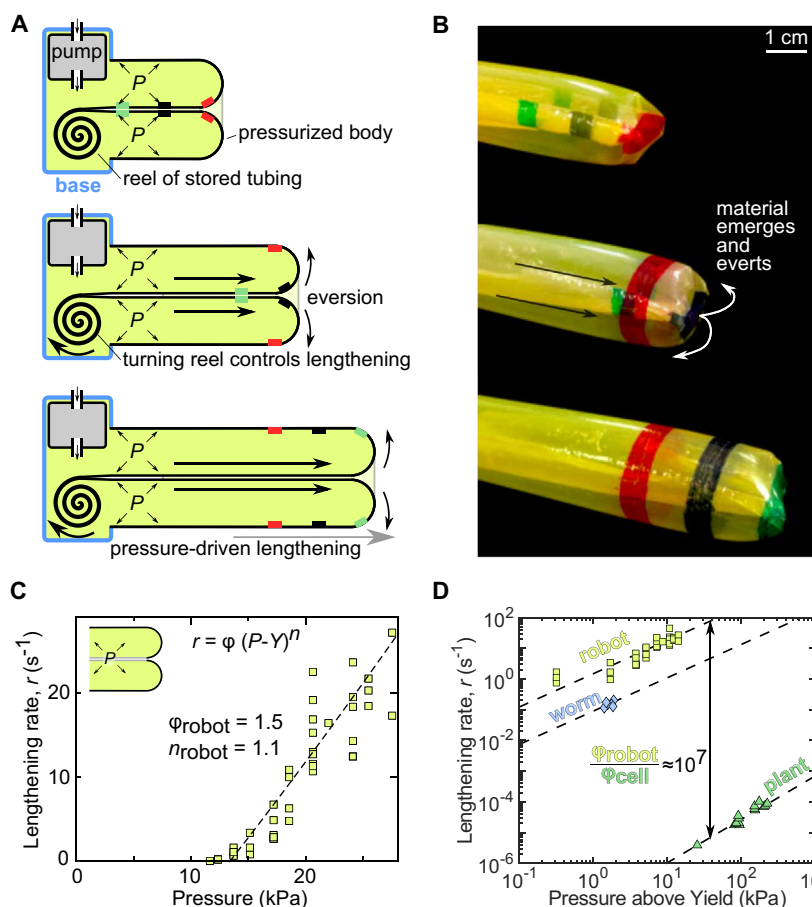 A
pump
P
P
pressurized body
reel of stored tubing
base
P
eversion
P
turning reel controls lengthening
P
P
pressure-driven lengthening
B
1 cm
material
emerges
and
everts
C
r = φ (P-Y)ⁿ
P
φrobot = 1.5
nrobot = 1.1
Lengthening rate, r (s⁻¹)
20
10
0
0
10
20
Pressure (kPa)
D
10²
10⁰
10⁻²
10⁻⁴
10⁻⁶
Lengthening rate, r (s⁻¹)
robot
worm
φrobot
φcell
≈10⁷
plant
10⁻¹
10⁰
10¹
10²
Pressure above Yield (kPa)